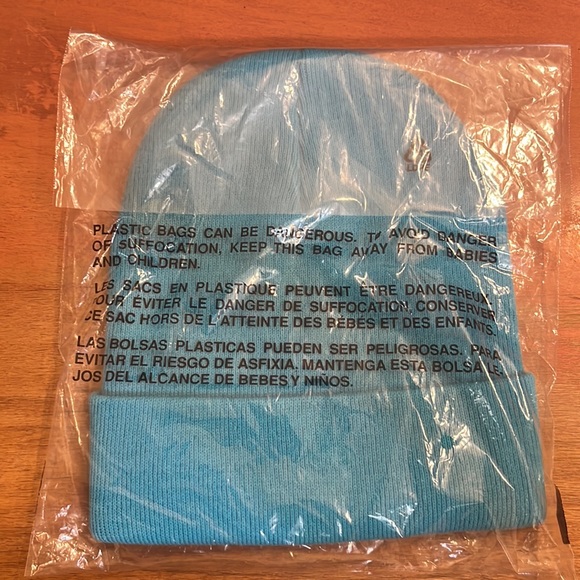 PLASTIC BAGS CAN BE DANGEROUS. TO AVOID DANGER
OF SUFFOCATION, KEEP THIS BAG AWAY FROM BABIES
AND CHILDREN.
LES SACS EN PLASTIQUE PEUVENT ETRE DANGEREUX.
POUR EVITER LE DANGER DE SUFFOCATION, CONSERVER
CE SAC HORS DE L'ATTEINTE DES BEBES ET DES ENFANTS.
LAS BOLSAS PLASTICAS PUEDEN SER PELIGROSAS. PARA
EVITAR EL RIESGO DE ASFIXIA. MANTENGA ESTA BOLSA LE
JOS DEL ALCANCE DE BEBES Y NIÑOS.